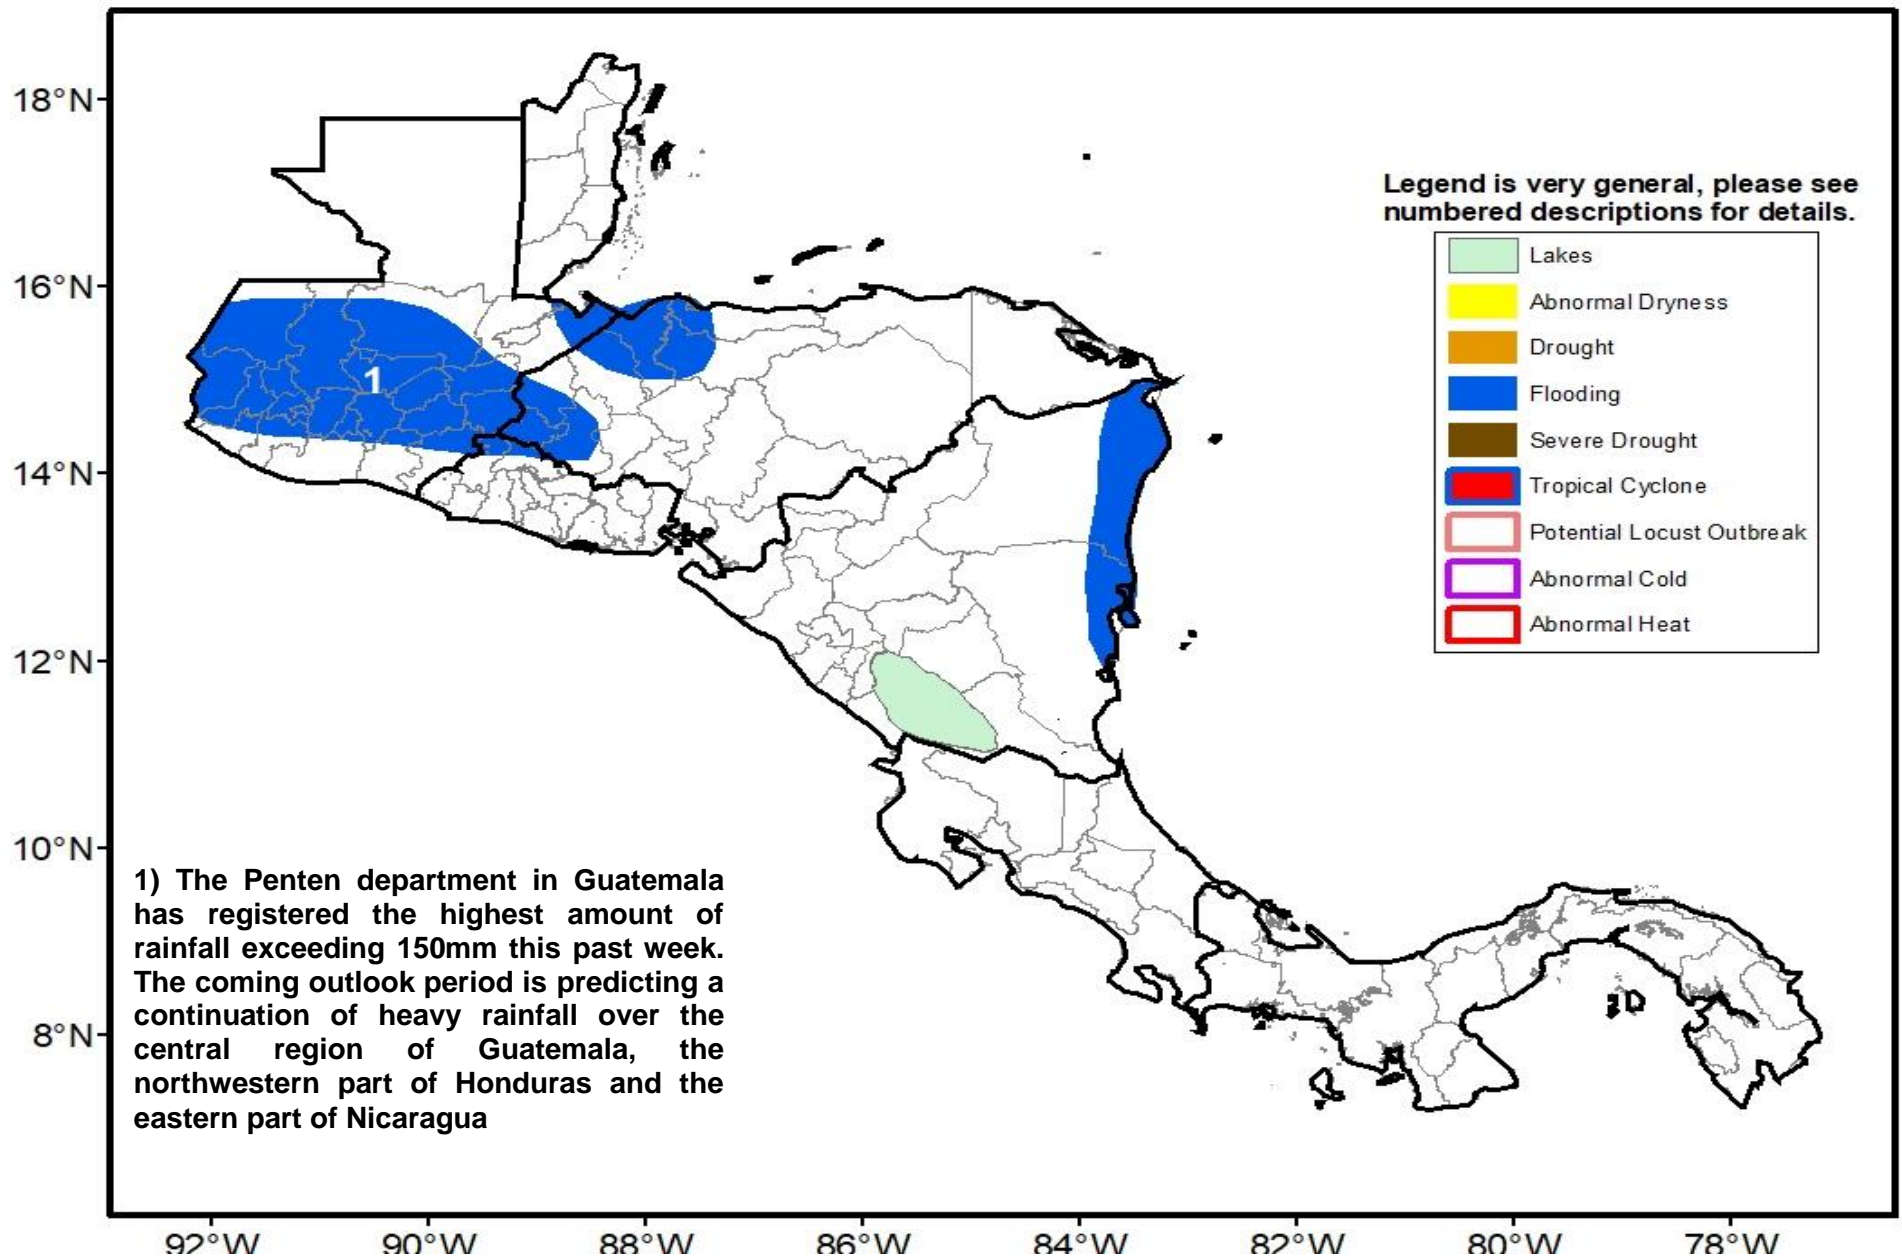 18°N
16°N
14°N
12°N
10°N
8°N
Legend is very general, please see
numbered descriptions for details.
Lakes
Abnormal Dryness
Drought
Flooding
Severe Drought
Tropical Cyclone
Potential Locust Outbreak
Abnormal Cold
Abnormal Heat
1
1) The Penten department in Guatemala
has registered the highest amount of
rainfall exceeding 150mm this past week.
The coming outlook period is predicting a
continuation of heavy rainfall over the
central region of Guatemala, the
northwestern part of Honduras and the
eastern part of Nicaragua
92°W 90°W 88°W 86°W 84°W 82°W 80°W 78°W